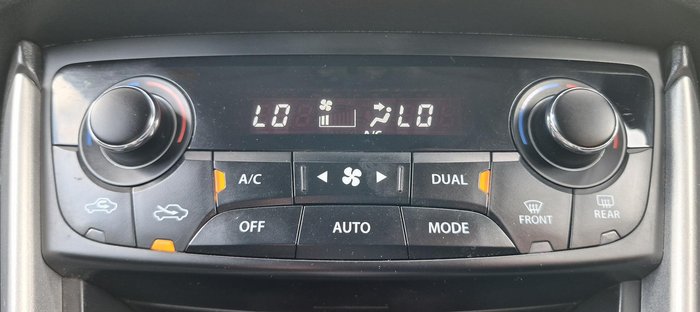 LO LO
A/C
A/C DUAL
OFF AUTO MODE
FRONT REAR